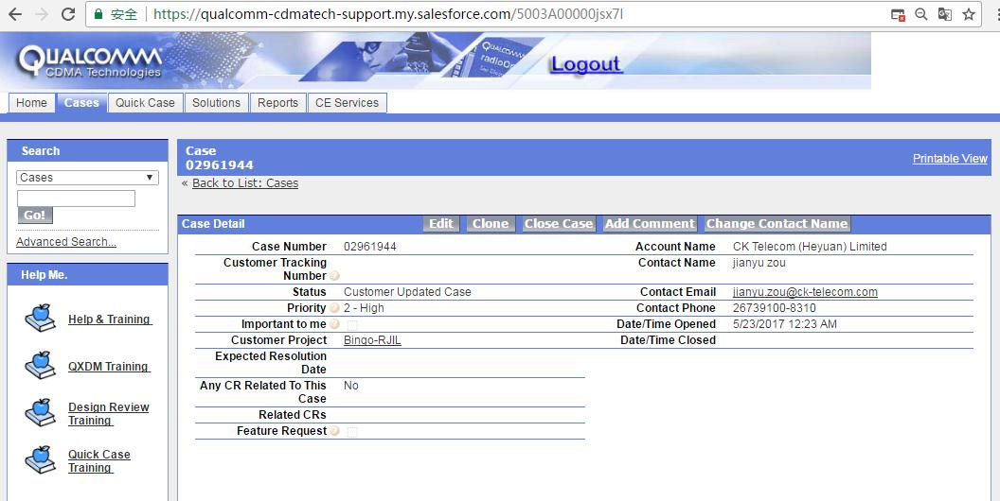 安全 https://qualcomm-cdmatech-support.my.salesforce.com/5003A00000jsx7l
QUALCOMM
CDMA Technologies
QUALCOMM
radioOn
San Diego
Logout
Home Cases Quick Case Solutions Reports CE Services
Search
Cases
Go!
Advanced Search...
Help Me.
Help & Training
QXDM Training
Design Review
Training
Quick Case
Training
Case
02961944
Printable View
« Back to List: Cases
Case Detail Edit Clone Close Case Add Comment Change Contact Name
Case Number 02961944 Account Name CK Telecom (Heyuan) Limited
Customer Tracking
Number ? Contact Name jianyu zou
Status Customer Updated Case Contact Email jianyu.zou@ck-telecom.com
Priority ? 2 - High Contact Phone 26739100-8310
Important to me ? Date/Time Opened 5/23/2017 12:23 AM
Customer Project Bingo-RJIL Date/Time Closed
Expected Resolution
Date
Any CR Related To This
Case No
Related CRs
Feature Request ?